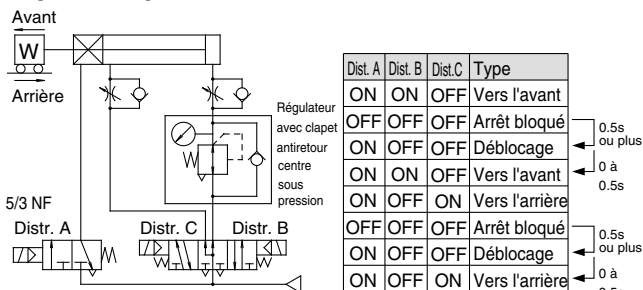 Avant
W
Arrière
Régulateur
avec clapet
antiretour
centre
sous
pression
5/3 NF
Distr. A
Distr. C
Distr. B
Dist. A Dist. B Dist.C Type
ON ON OFF Vers l'avant
OFF OFF OFF Arrêt bloqué
ON OFF OFF Déblocage
ON ON OFF Vers l'avant
ON OFF ON Vers l'arrière
OFF OFF OFF Arrêt bloqué
ON OFF OFF Déblocage
ON OFF ON Vers l'arrière
0.5s
ou plus
0 à
0.5s
0.5s
ou plus
0 à